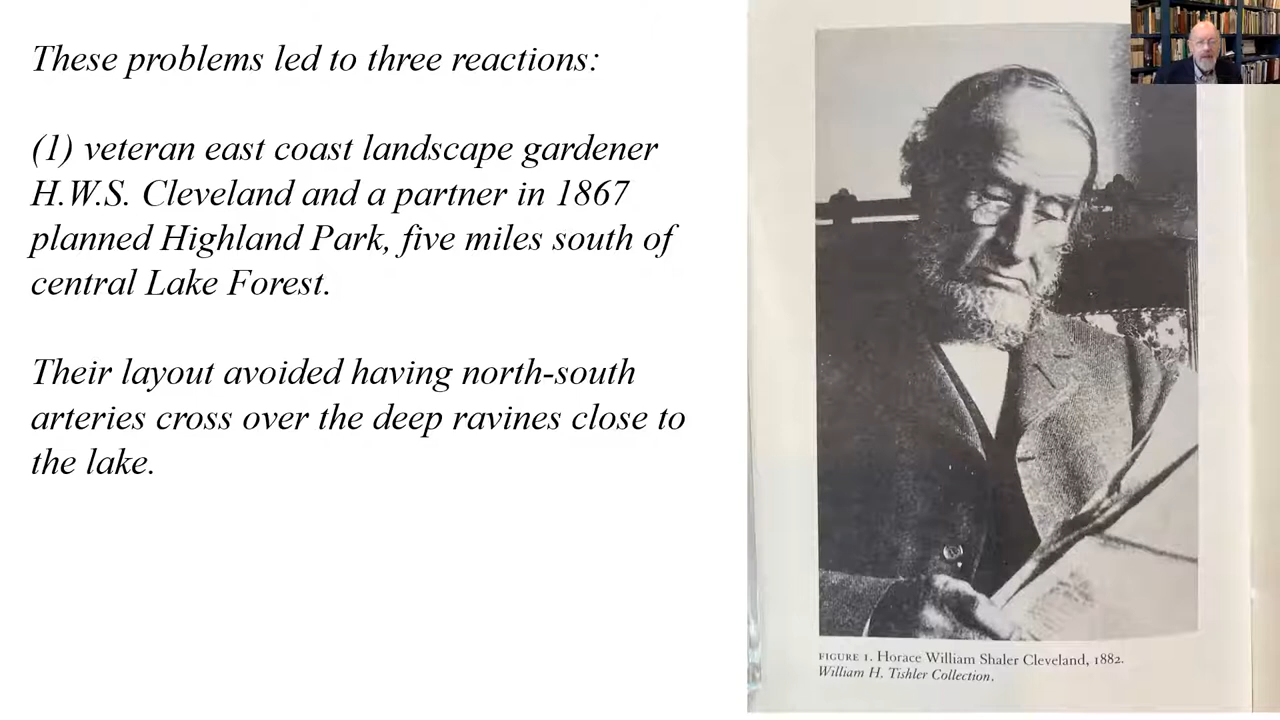 These problems led to three reactions:
(1) veteran east coast landscape gardener
H.W.S. Cleveland and a partner in 1867
planned Highland Park, five miles south of
central Lake Forest.
Their layout avoided having north-south
arteries cross over the deep ravines close to
the lake.
FIGURE 1. Horace William Shaler Cleveland, 1882.
William H. Tishler Collection.